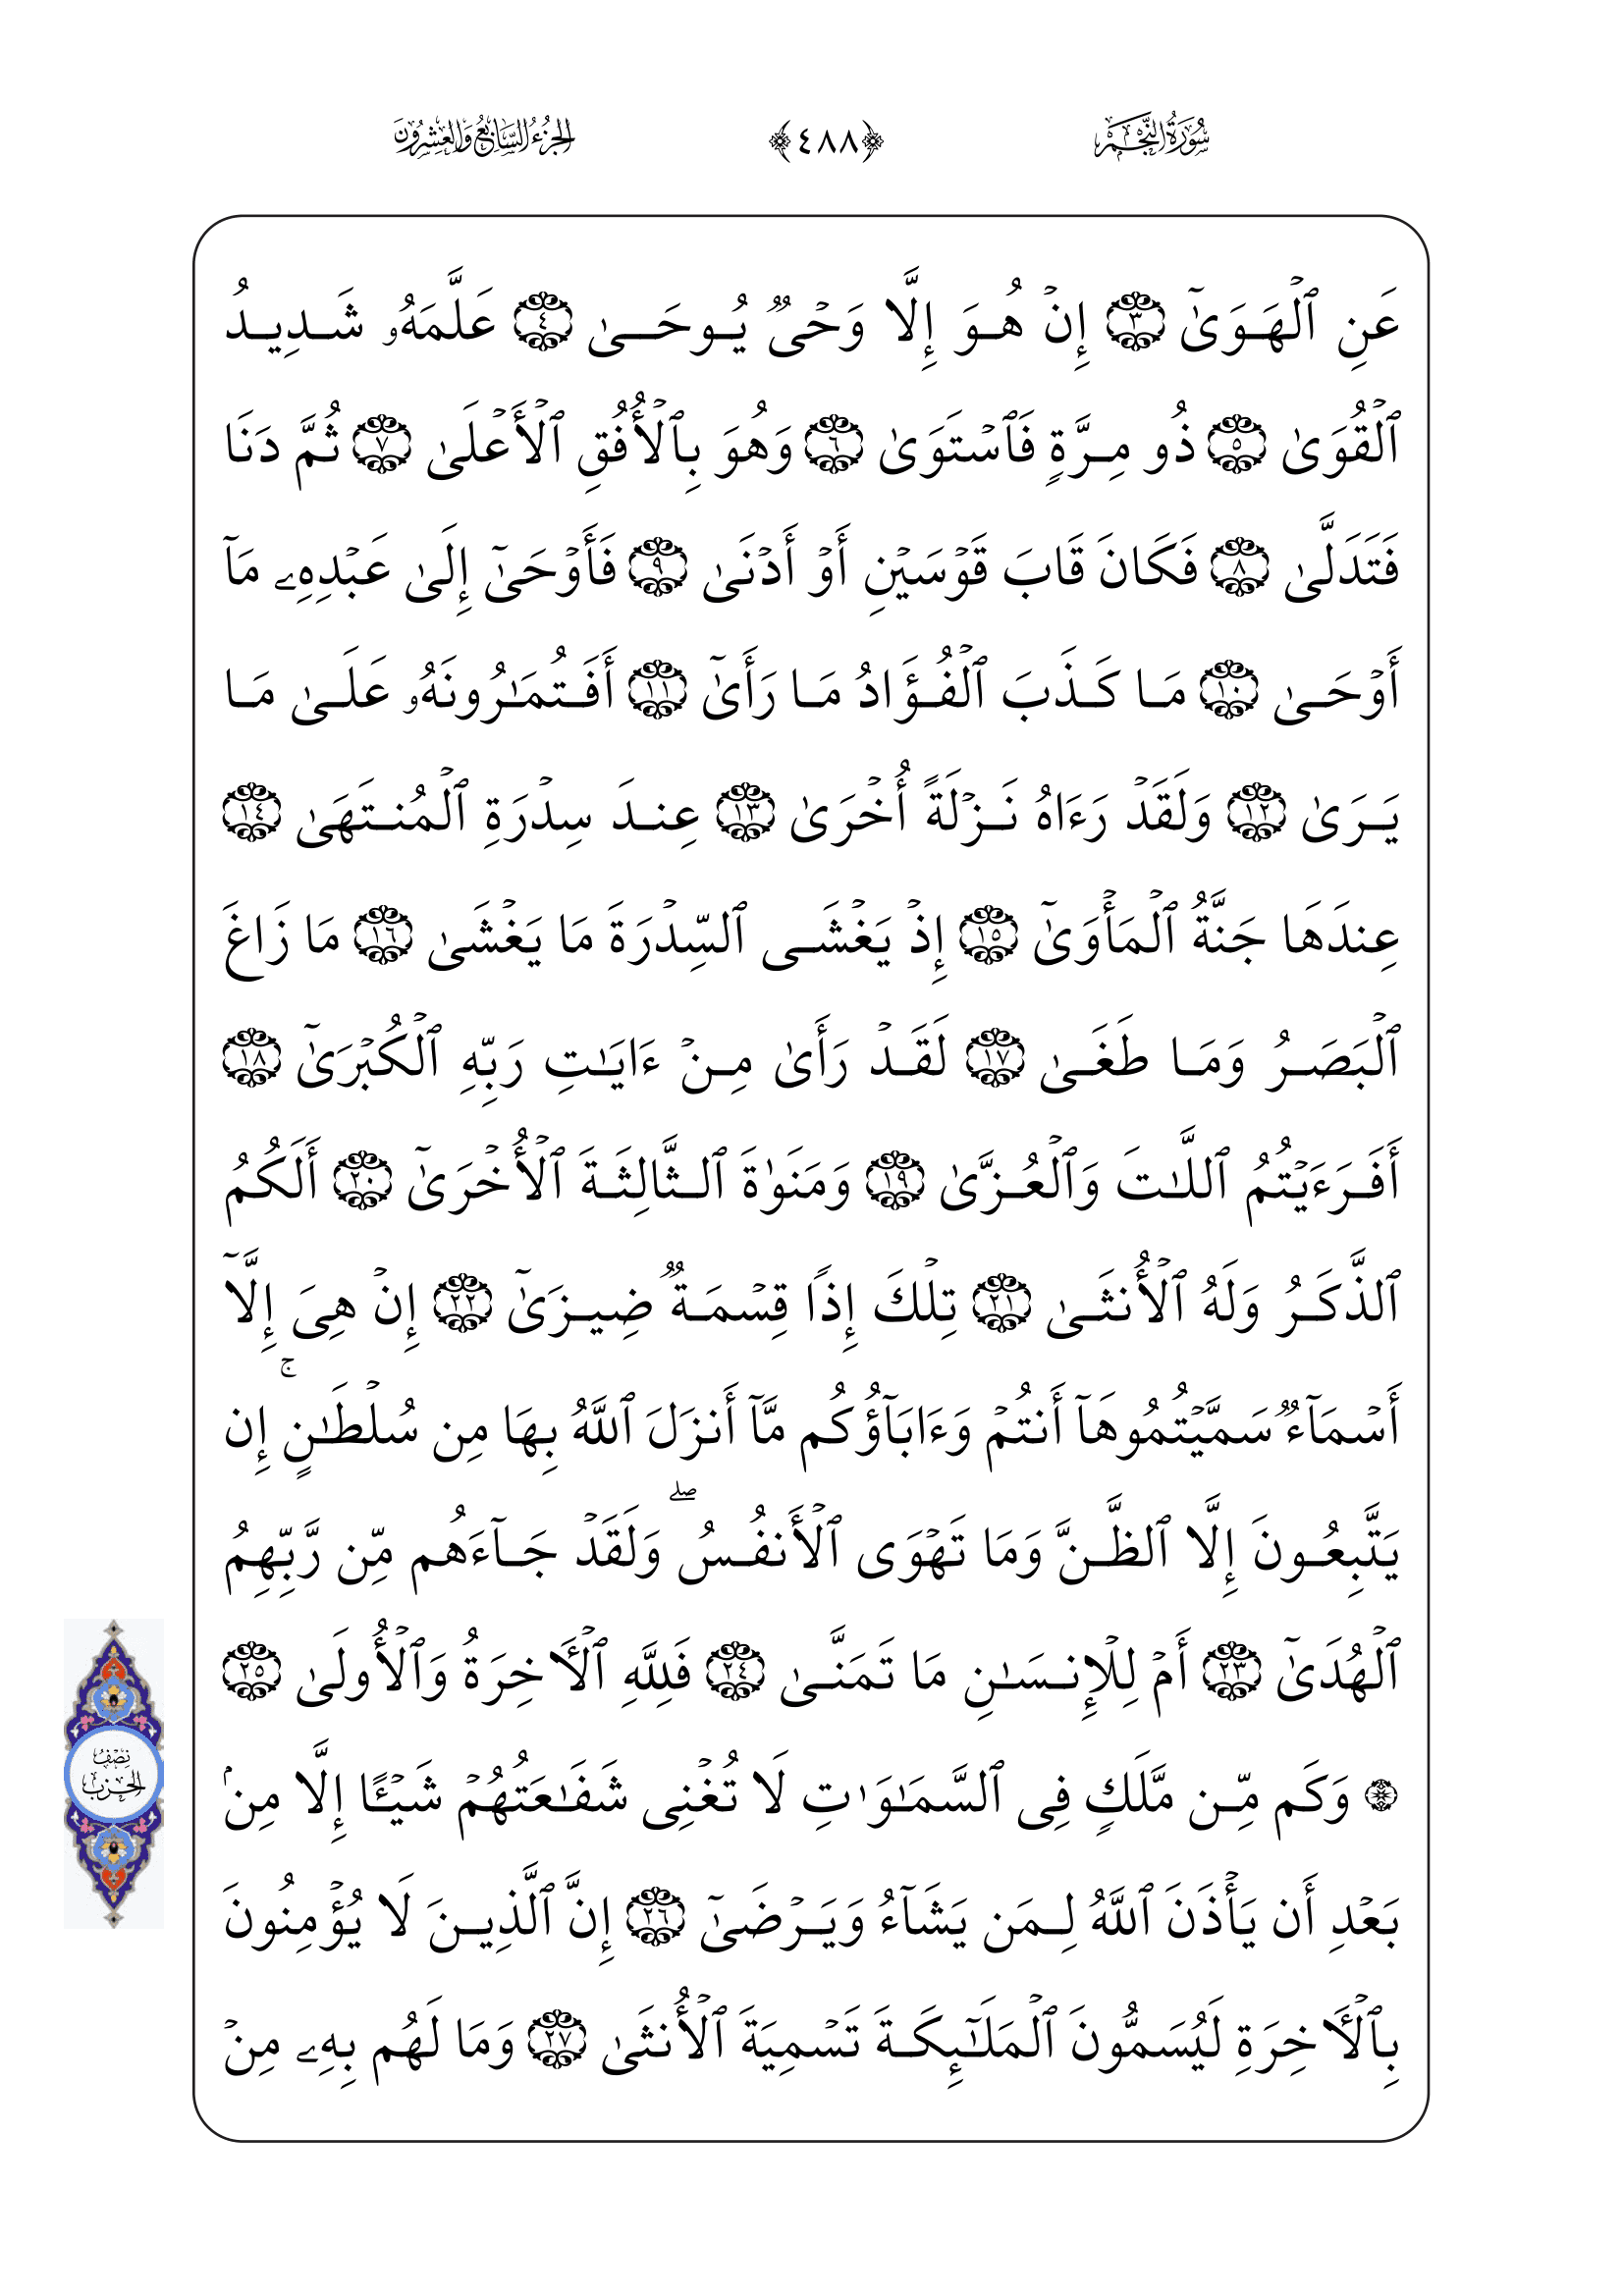 سُورَةُ النَّجۡمِ ﴿٤٨٨﴾ الجُزۡءُ السَّابِعُ وَالعِشۡرُونَ
عَنِ ٱلۡهَوَىٰٓ ٣ إِنۡ هُوَ إِلَّا وَحۡىٌ يُوحَىٰ ٤ عَلَّمَهُۥ شَدِيدُ
ٱلۡقُوَىٰ ٥ ذُو مِرَّةٍ فَٱسۡتَوَىٰ ٦ وَهُوَ بِٱلۡأُفُقِ ٱلۡأَعۡلَىٰ ٧ ثُمَّ دَنَا
فَتَدَلَّىٰ ٨ فَكَانَ قَابَ قَوۡسَيۡنِ أَوۡ أَدۡنَىٰ ٩ فَأَوۡحَىٰٓ إِلَىٰ عَبۡدِهِۦ مَآ
أَوۡحَىٰ ١٠ مَا كَذَبَ ٱلۡفُؤَادُ مَا رَأَىٰٓ ١١ أَفَتُمَٰرُونَهُۥ عَلَىٰ مَا
يَرَىٰ ١٢ وَلَقَدۡ رَءَاهُ نَزۡلَةً أُخۡرَىٰ ١٣ عِندَ سِدۡرَةِ ٱلۡمُنتَهَىٰ ١٤
عِندَهَا جَنَّةُ ٱلۡمَأۡوَىٰٓ ١٥ إِذۡ يَغۡشَى ٱلسِّدۡرَةَ مَا يَغۡشَىٰ ١٦ مَا زَاغَ
ٱلۡبَصَرُ وَمَا طَغَىٰ ١٧ لَقَدۡ رَأَىٰ مِنۡ ءَايَٰتِ رَبِّهِ ٱلۡكُبۡرَىٰٓ ١٨
أَفَرَءَيۡتُمُ ٱللَّٰتَ وَٱلۡعُزَّىٰ ١٩ وَمَنَوٰةَ ٱلثَّالِثَةَ ٱلۡأُخۡرَىٰٓ ٢٠ أَلَكُمُ
ٱلذَّكَرُ وَلَهُ ٱلۡأُنثَىٰ ٢١ تِلۡكَ إِذًا قِسۡمَةٌ ضِيزَىٰٓ ٢٢ إِنۡ هِىَ إِلَّآ
أَسۡمَآءٌ سَمَّيۡتُمُوهَآ أَنتُمۡ وَءَابَآؤُكُم مَّآ أَنزَلَ ٱللَّهُ بِهَا مِن سُلۡطَٰنٍۚ إِن
يَتَّبِعُونَ إِلَّا ٱلظَّنَّ وَمَا تَهۡوَى ٱلۡأَنفُسُۖ وَلَقَدۡ جَآءَهُم مِّن رَّبِّهِمُ
ٱلۡهُدَىٰٓ ٢٣ أَمۡ لِلۡإِنسَٰنِ مَا تَمَنَّىٰ ٢٤ فَلِلَّهِ ٱلۡأَخِرَةُ وَٱلۡأُولَىٰ ٢٥
نِصۡفُ
الحِزۡبِ
۞ وَكَم مِّن مَّلَكٍ فِى ٱلسَّمَٰوَٰتِ لَا تُغۡنِى شَفَٰعَتُهُمۡ شَيۡـًٔا إِلَّا مِنۢ
بَعۡدِ أَن يَأۡذَنَ ٱللَّهُ لِمَن يَشَآءُ وَيَرۡضَىٰٓ ٢٦ إِنَّ ٱلَّذِينَ لَا يُؤۡمِنُونَ
بِٱلۡأَخِرَةِ لَيُسَمُّونَ ٱلۡمَلَٰٓئِكَةَ تَسۡمِيَةَ ٱلۡأُنثَىٰ ٢٧ وَمَا لَهُم بِهِۦ مِنۡ